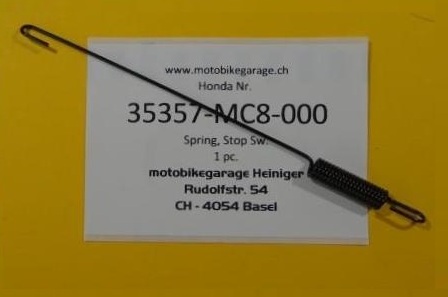 www.motobikegarage.ch
Honda Nr.
35357-MC8-000
Spring, Stop Sw.
1 pc.
motobikegarage Heiniger
Rudolfstr. 54
CH - 4054 Basel